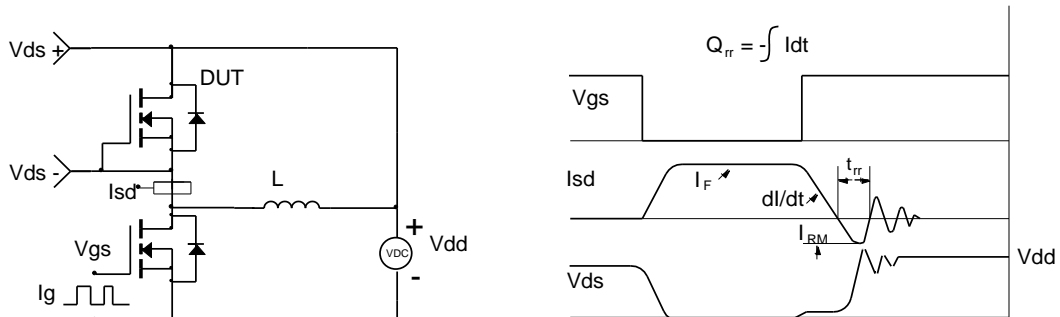 Vds +
DUT
Vds -
Isd
L
Vgs
+
VDC
Vdd
-
Ig
Q_rr = -∫ Idt
Vgs
Isd
I_F
dI/dt
t_rr
I_RM
Vdd
Vds